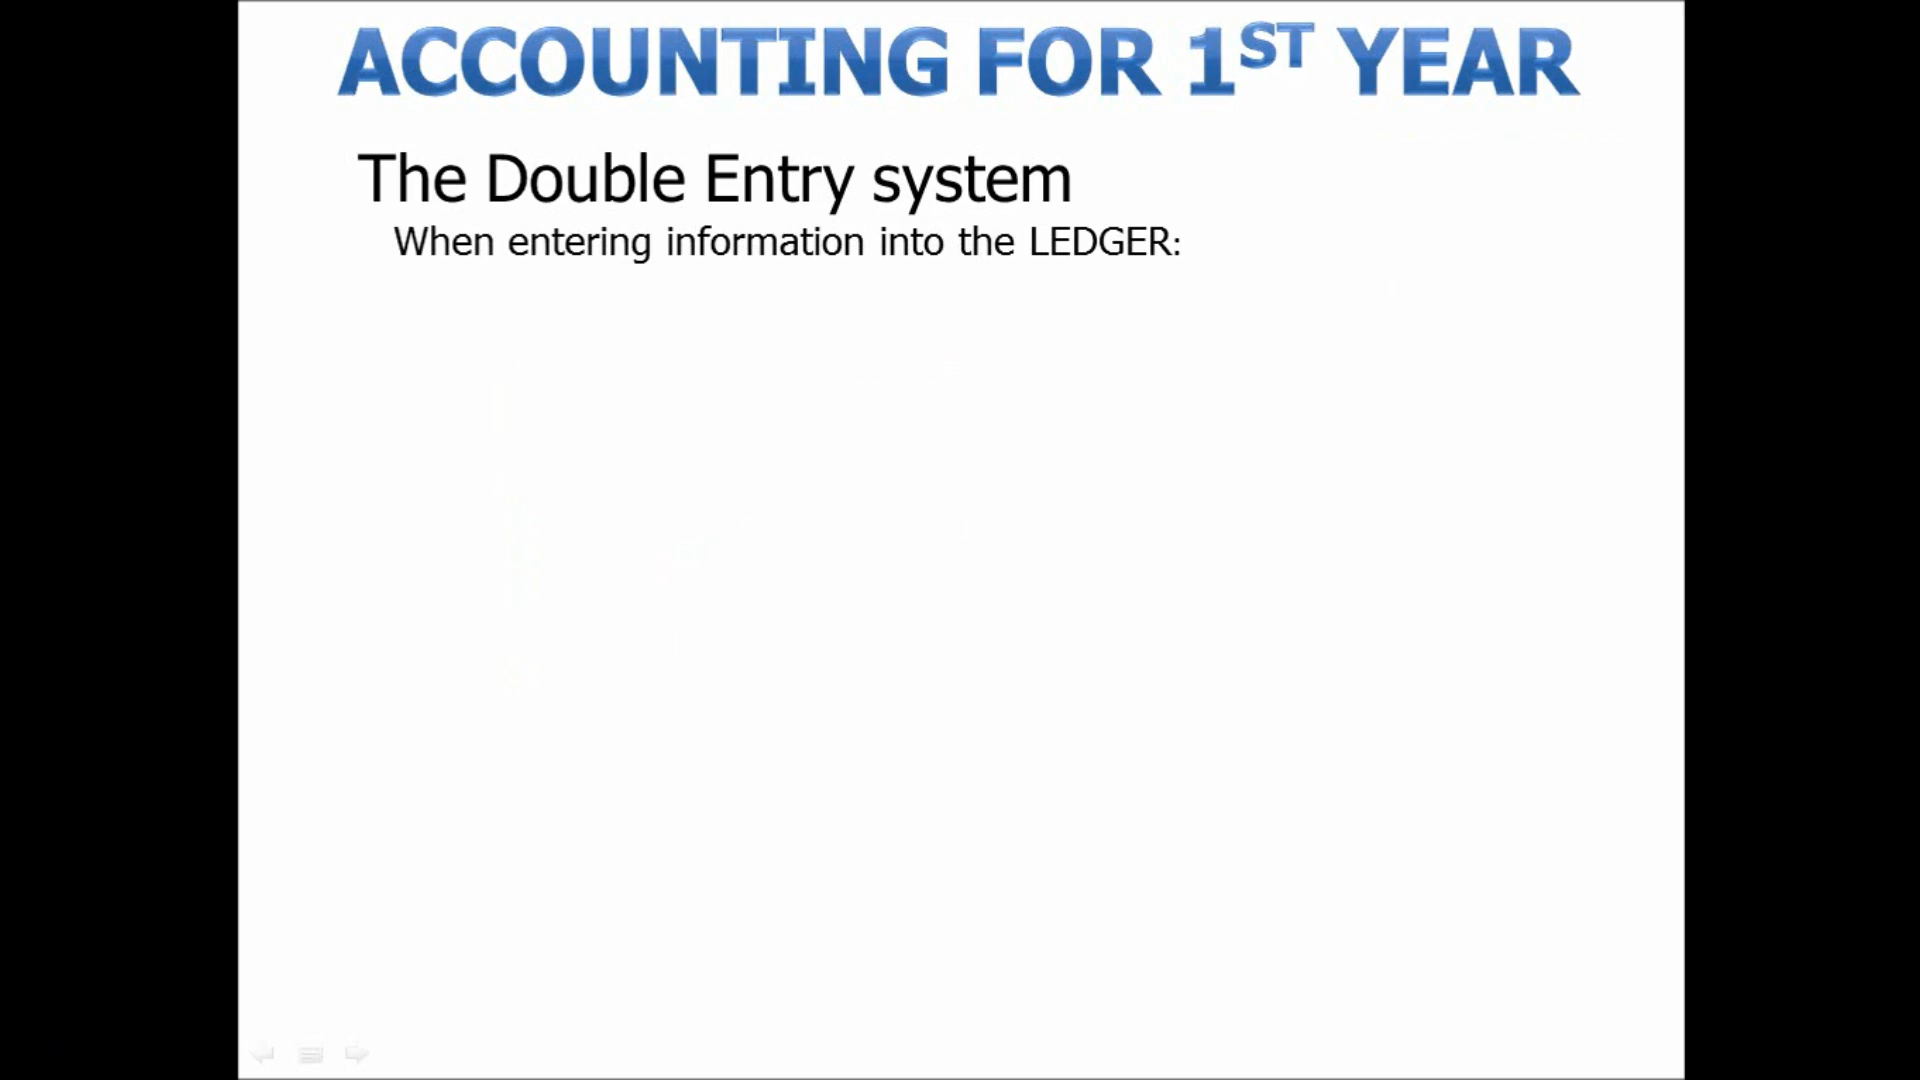 ACCOUNTING FOR 1ST YEAR
The Double Entry system
When entering information into the LEDGER: